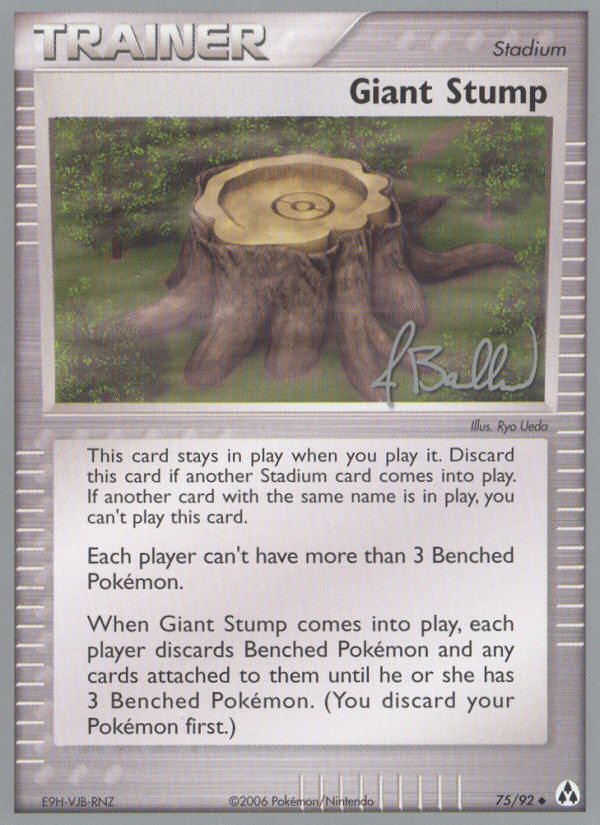 TRAINER
Stadium
Giant Stump
Illus. Ryo Ueda
This card stays in play when you play it. Discard
this card if another Stadium card comes into play.
If another card with the same name is in play, you
can't play this card.
Each player can't have more than 3 Benched
Pokémon.
When Giant Stump comes into play, each
player discards Benched Pokémon and any
cards attached to them until he or she has
3 Benched Pokémon. (You discard your
Pokémon first.)
E9H-VJB-RNZ
©2006 Pokémon/Nintendo
75/92